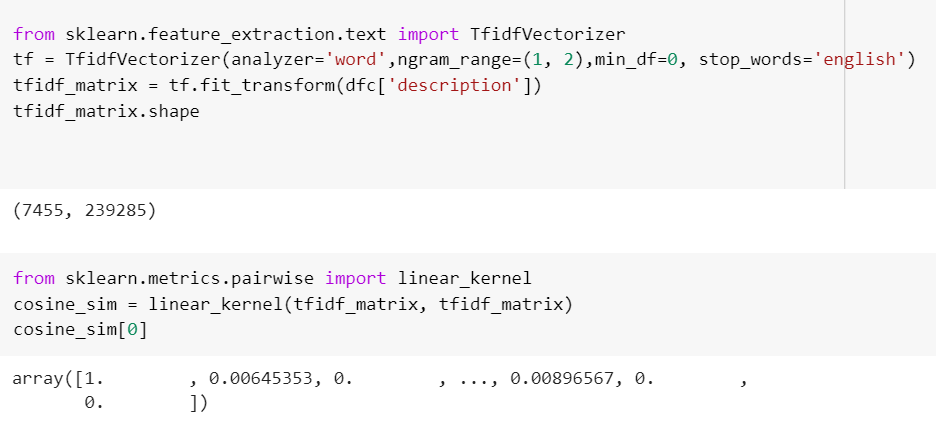 from sklearn.feature_extraction.text import TfidfVectorizer
tf = TfidfVectorizer(analyzer='word',ngram_range=(1, 2),min_df=0, stop_words='english')
tfidf_matrix = tf.fit_transform(dfc['description'])
tfidf_matrix.shape
(7455, 239285)
from sklearn.metrics.pairwise import linear_kernel
cosine_sim = linear_kernel(tfidf_matrix, tfidf_matrix)
cosine_sim[0]
array([1.        , 0.00645353, 0.        , ..., 0.00896567, 0.        ,
       0.        ])